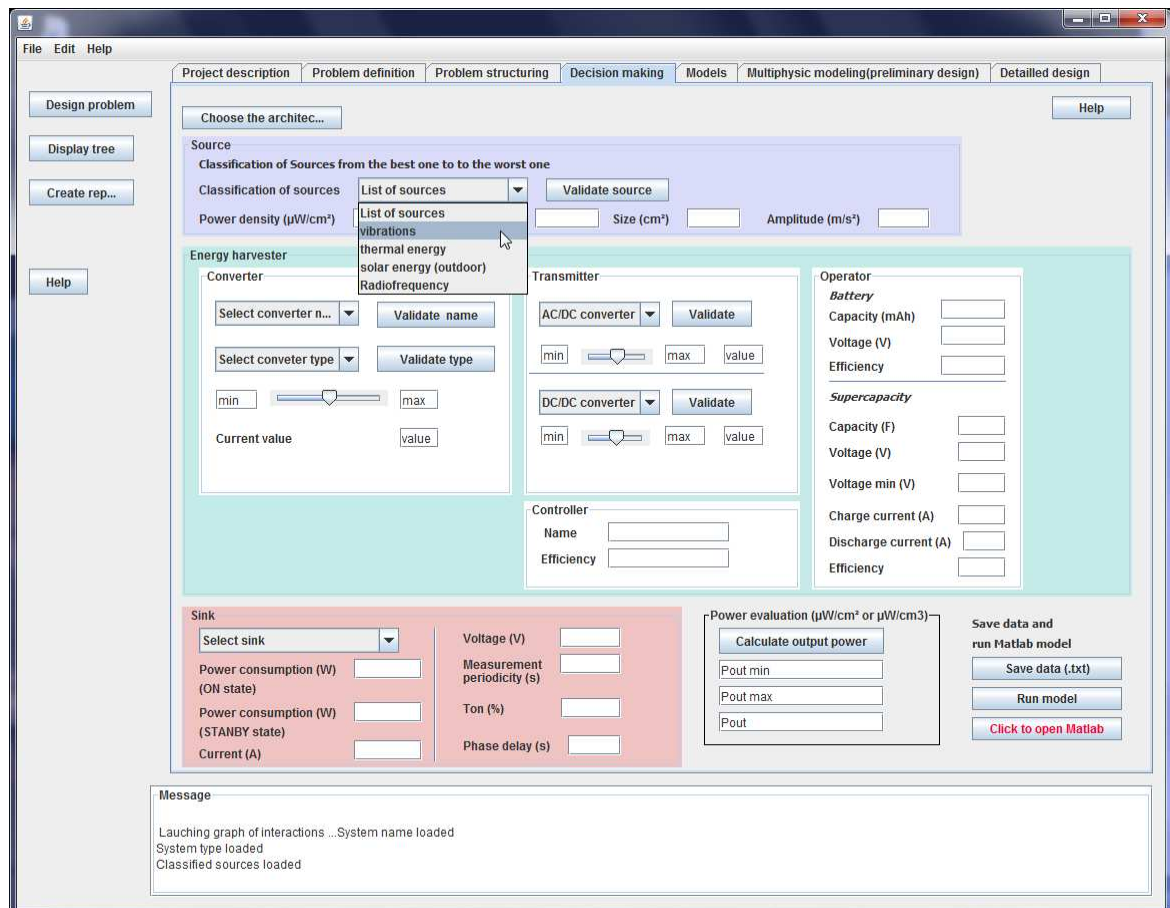 File Edit Help
Project description Problem definition Problem structuring Decision making Models Multiphysic modeling(preliminary design) Detailled design
Design problem
Display tree
Create rep...
Help
Choose the architec...
Help
Source
Classification of Sources from the best one to to the worst one
Classification of sources List of sources Validate source
Power density (µW/cm²) Size (cm²) Amplitude (m/s²)
List of sources
vibrations
thermal energy
solar energy (outdoor)
Radiofrequency
Energy harvester
Converter
Select converter n... Validate name
Select conveter type Validate type
min max
Current value value
Transmitter
AC/DC converter Validate
min max value
DC/DC converter Validate
min max value
Controller
Name
Efficiency
Operator
Battery
Capacity (mAh)
Voltage (V)
Efficiency
Supercapacity
Capacity (F)
Voltage (V)
Voltage min (V)
Charge current (A)
Discharge current (A)
Efficiency
Sink
Select sink
Power consumption (W)
(ON state)
Power consumption (W)
(STANBY state)
Current (A)
Voltage (V)
Measurement
periodicity (s)
Ton (%)
Phase delay (s)
Power evaluation (µW/cm² or µW/cm3)
Calculate output power
Pout min
Pout max
Pout
Save data and
run Matlab model
Save data (.txt)
Run model
Click to open Matlab
Message
Lauching graph of interactions ...System name loaded
System type loaded
Classified sources loaded